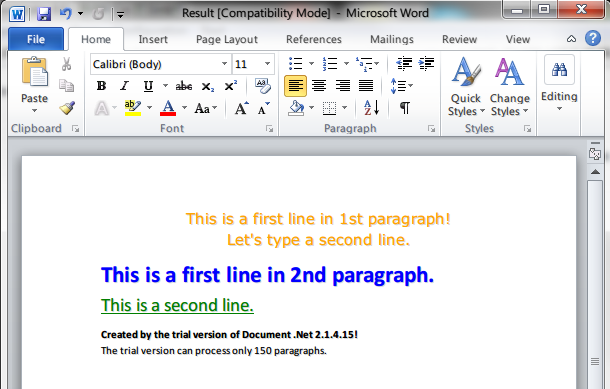 Result [Compatibility Mode] - Microsoft Word
File Home Insert Page Layout References Mailings Review View
Calibri (Body) 11
B I U abc X₂ X² A
Paste A ab A Aa A A Quick Styles Change Styles Editing
Clipboard Font Paragraph Styles
This is a first line in 1st paragraph!
Let's type a second line.
This is a first line in 2nd paragraph.
This is a second line.
Created by the trial version of Document .Net 2.1.4.15!
The trial version can process only 150 paragraphs.